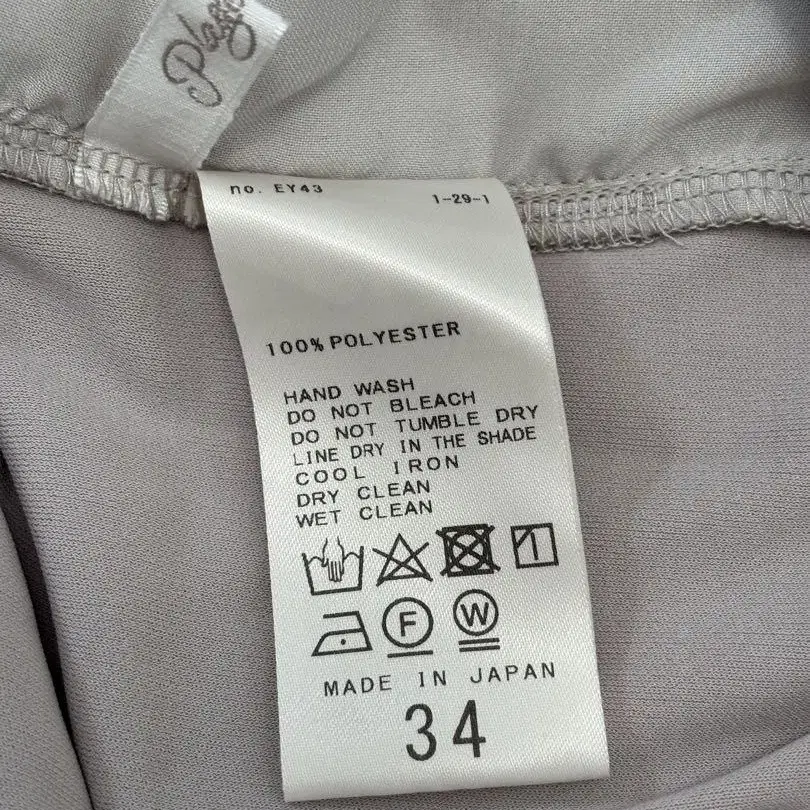 no. EY43
1-29-1
100% POLYESTER
HAND WASH
DO NOT BLEACH
DO NOT TUMBLE DRY
LINE DRY IN THE SHADE
COOL IRON
DRY CLEAN
WET CLEAN
F
W
MADE IN JAPAN
34